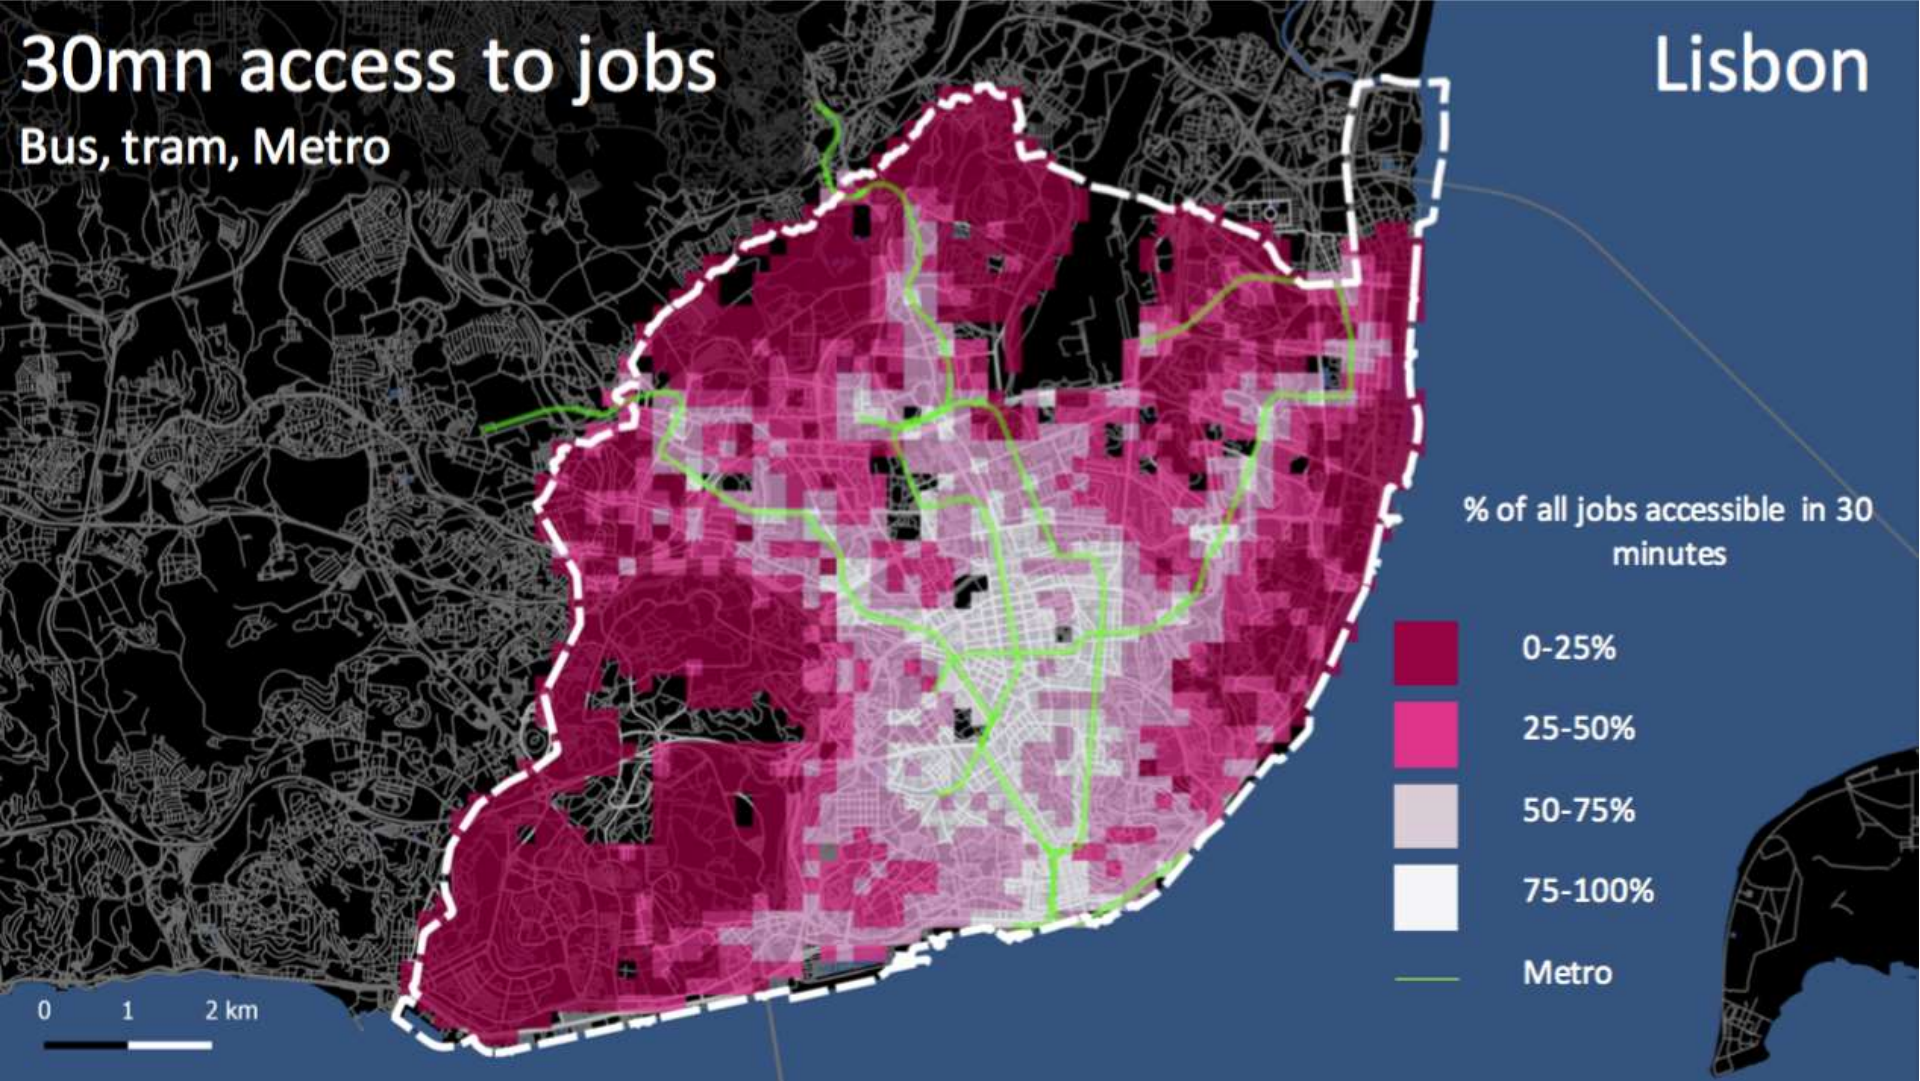 30mn access to jobs
Lisbon
Bus, tram, Metro
% of all jobs accessible in 30
minutes
0-25%
25-50%
50-75%
75-100%
Metro
0 1 2 km